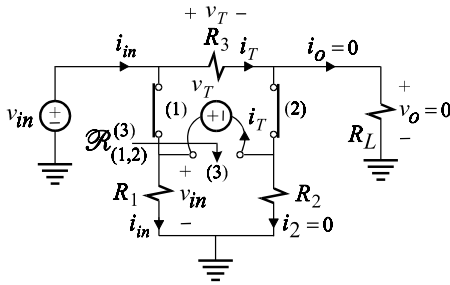 + v_T −
R_3
i_in
i_T
i_o=0
v_T
+ −
(1)
(2)
i_T
v_in
+ −
+
v_o=0
−
R_L
ℛ^(3)_(1,2)
(3)
+
R_1
v_in
−
R_2
i_in
i_2=0